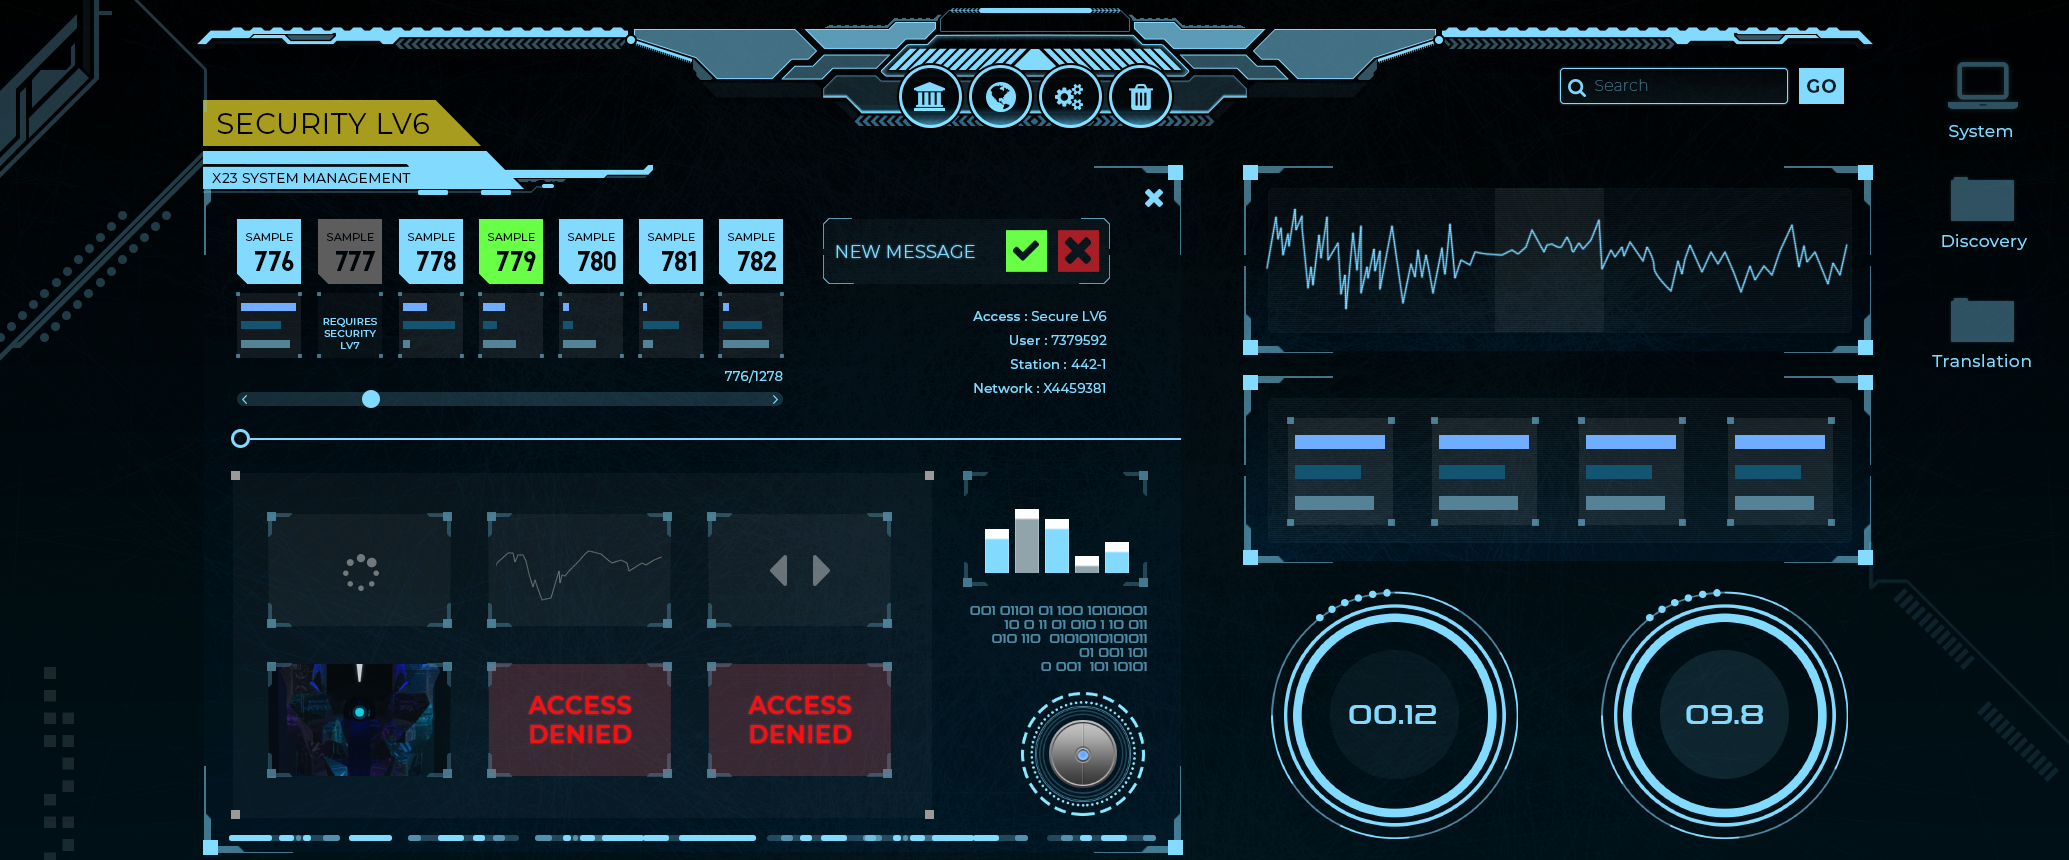 Search
GO
System
SECURITY LV6
X23 SYSTEM MANAGEMENT
Discovery
SAMPLE
776
SAMPLE
777
SAMPLE
778
SAMPLE
779
SAMPLE
780
SAMPLE
781
SAMPLE
782
NEW MESSAGE
REQUIRES
SECURITY
LV7
Access : Secure LV6
User : 7379592
Station : 442-1
Network : X4459381
Translation
776/1278
001 01101 01 100 10101001
10 0 11 01 010 1 10 011
010 110 01010110101011
01 001 101
0 001 101 10101
ACCESS
DENIED
ACCESS
DENIED
00.12
09.8